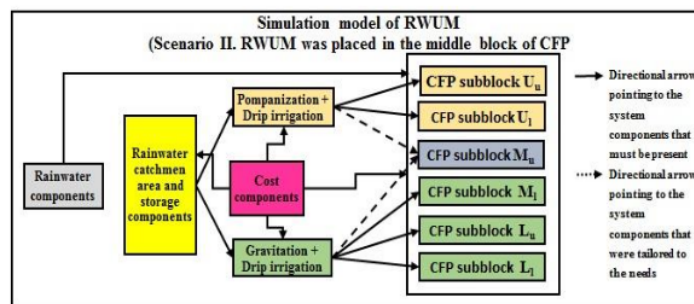 Simulation model of RWUM
(Scenario II. RWUM was placed in the middle block of CFP
Rainwater
components
Rainwater
catchmen
area and
storage
components
Pompanization +
Drip irrigation
Cost
components
Gravitation +
Drip irrigation
CFP subblock Uu
CFP subblock Ul
CFP subblock Mu
CFP subblock Ml
CFP subblock Lu
CFP subblock Ll
Directional arrow
pointing to the
system
components that
must be present
Directional arrow
pointing to the
system
components that
were tailored to
the needs